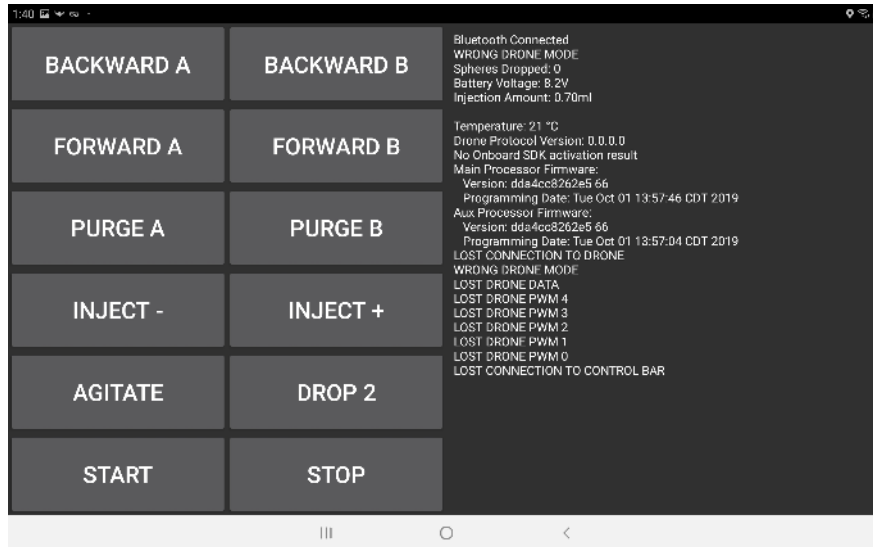 1:40
BACKWARD A
BACKWARD B
FORWARD A
FORWARD B
PURGE A
PURGE B
INJECT -
INJECT +
AGITATE
DROP 2
START
STOP
Bluetooth Connected
WRONG DRONE MODE
Spheres Dropped: 0
Battery Voltage: 8.2V
Injection Amount: 0.70ml
Temperature: 21 °C
Drone Protocol Version: 0.0.0.0
No Onboard SDK activation result
Main Processor Firmware:
Version: dda4cc8262e5 66
Programming Date: Tue Oct 01 13:57:46 CDT 2019
Aux Processor Firmware:
Version: dda4cc8262e5 66
Programming Date: Tue Oct 01 13:57:04 CDT 2019
LOST CONNECTION TO DRONE
WRONG DRONE MODE
LOST DRONE DATA
LOST DRONE PWM 4
LOST DRONE PWM 3
LOST DRONE PWM 2
LOST DRONE PWM 1
LOST DRONE PWM 0
LOST CONNECTION TO CONTROL BAR